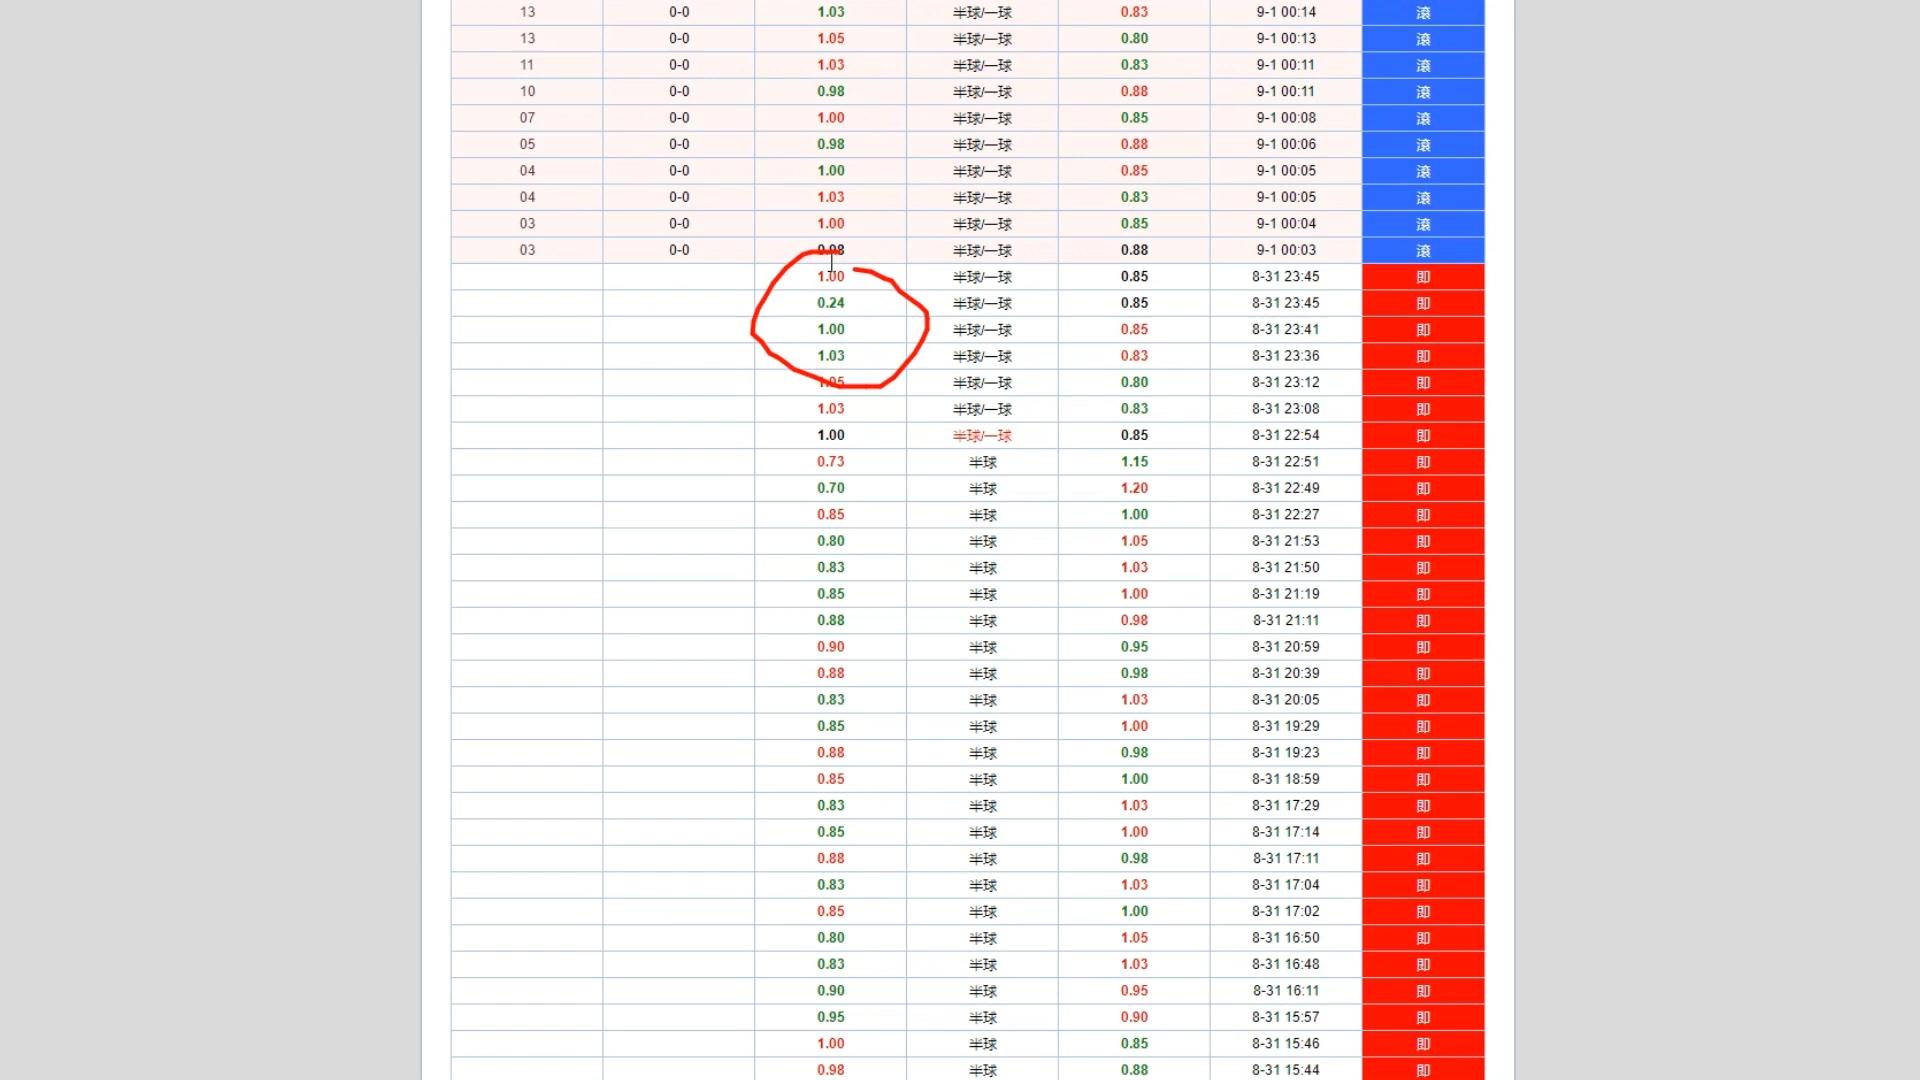 13 0-0 1.03 半球/一球 0.83 9-1 00:14 滚
13 0-0 1.05 半球/一球 0.80 9-1 00:13 滚
11 0-0 1.03 半球/一球 0.83 9-1 00:11 滚
10 0-0 0.98 半球/一球 0.88 9-1 00:11 滚
07 0-0 1.00 半球/一球 0.85 9-1 00:08 滚
05 0-0 0.98 半球/一球 0.88 9-1 00:06 滚
04 0-0 1.00 半球/一球 0.85 9-1 00:05 滚
04 0-0 1.03 半球/一球 0.83 9-1 00:05 滚
03 0-0 1.00 半球/一球 0.85 9-1 00:04 滚
03 0-0 0.98 半球/一球 0.88 9-1 00:03 滚
1.00 半球/一球 0.85 8-31 23:45 即
0.24 半球/一球 0.85 8-31 23:45 即
1.00 半球/一球 0.85 8-31 23:41 即
1.03 半球/一球 0.83 8-31 23:36 即
1.05 半球/一球 0.80 8-31 23:12 即
1.03 半球/一球 0.83 8-31 23:08 即
1.00 半球/一球 0.85 8-31 22:54 即
0.73 半球 1.15 8-31 22:51 即
0.70 半球 1.20 8-31 22:49 即
0.85 半球 1.00 8-31 22:27 即
0.80 半球 1.05 8-31 21:53 即
0.83 半球 1.03 8-31 21:50 即
0.85 半球 1.00 8-31 21:19 即
0.88 半球 0.98 8-31 21:11 即
0.90 半球 0.95 8-31 20:59 即
0.88 半球 0.98 8-31 20:39 即
0.83 半球 1.03 8-31 20:05 即
0.85 半球 1.00 8-31 19:29 即
0.88 半球 0.98 8-31 19:23 即
0.85 半球 1.00 8-31 18:59 即
0.83 半球 1.03 8-31 17:29 即
0.85 半球 1.00 8-31 17:14 即
0.88 半球 0.98 8-31 17:11 即
0.83 半球 1.03 8-31 17:04 即
0.85 半球 1.00 8-31 17:02 即
0.80 半球 1.05 8-31 16:50 即
0.83 半球 1.03 8-31 16:48 即
0.90 半球 0.95 8-31 16:11 即
0.95 半球 0.90 8-31 15:57 即
1.00 半球 0.85 8-31 15:46 即
0.98 半球 0.88 8-31 15:44 即